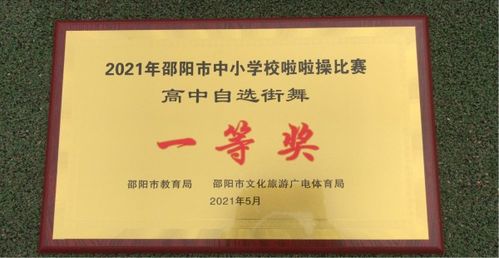 2021年邵阳市中小学校啦啦操比赛
高中自选街舞
一等奖
邵阳市教育局 邵阳市文化旅游广电体育局
2021年5月